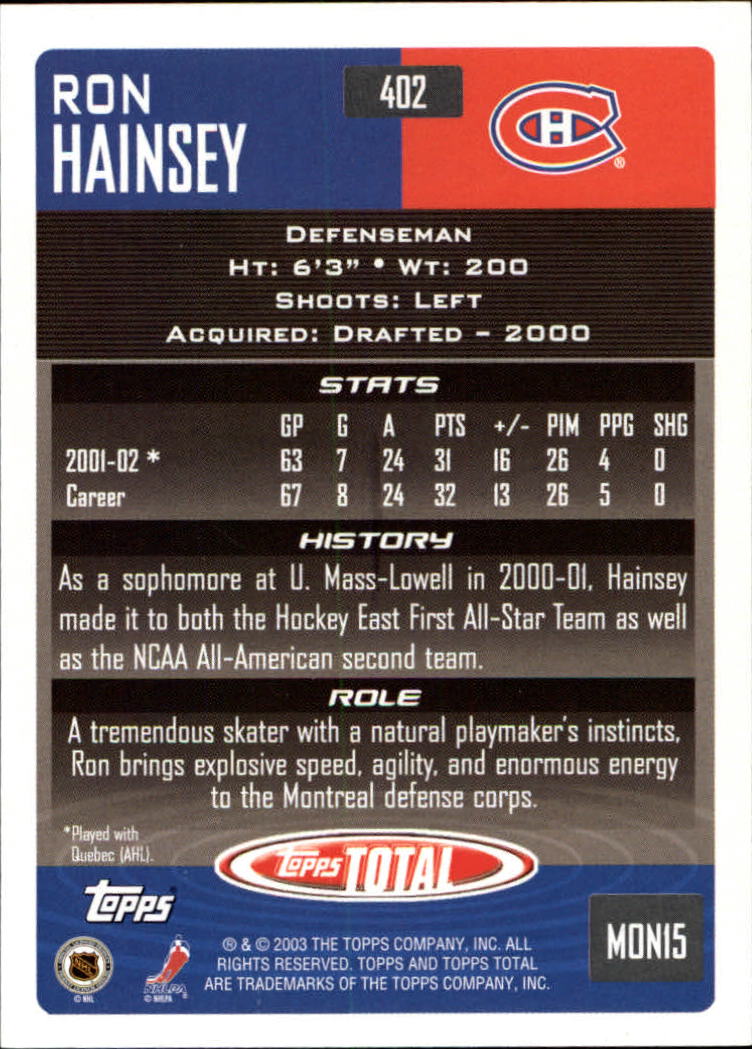 RON
HAINSEY
402
®
DEFENSEMAN
HT: 6'3" • WT: 200
SHOOTS: LEFT
ACQUIRED: DRAFTED – 2000
STATS
GP G A PTS +/- PIM PPG SHG
2001-02 * 63 7 24 31 16 26 4 0
Career 67 8 24 32 13 26 5 0
HISTORY
As a sophomore at U. Mass-Lowell in 2000-01, Hainsey
made it to both the Hockey East First All-Star Team as well
as the NCAA All-American second team.
ROLE
A tremendous skater with a natural playmaker's instincts,
Ron brings explosive speed, agility, and enormous energy
to the Montreal defense corps.
*Played with
Quebec (AHL).
topps TOTAL
topps
MON15
® & © 2003 THE TOPPS COMPANY, INC. ALL
RIGHTS RESERVED. TOPPS AND TOPPS TOTAL
ARE TRADEMARKS OF THE TOPPS COMPANY, INC.
NHL
© NHL
NHLPA
© NHLPA